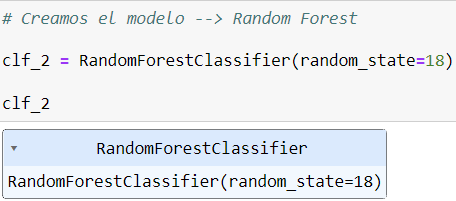 # Creamos el modelo --> Random Forest
clf_2 = RandomForestClassifier(random_state=18)
clf_2
RandomForestClassifier
RandomForestClassifier(random_state=18)